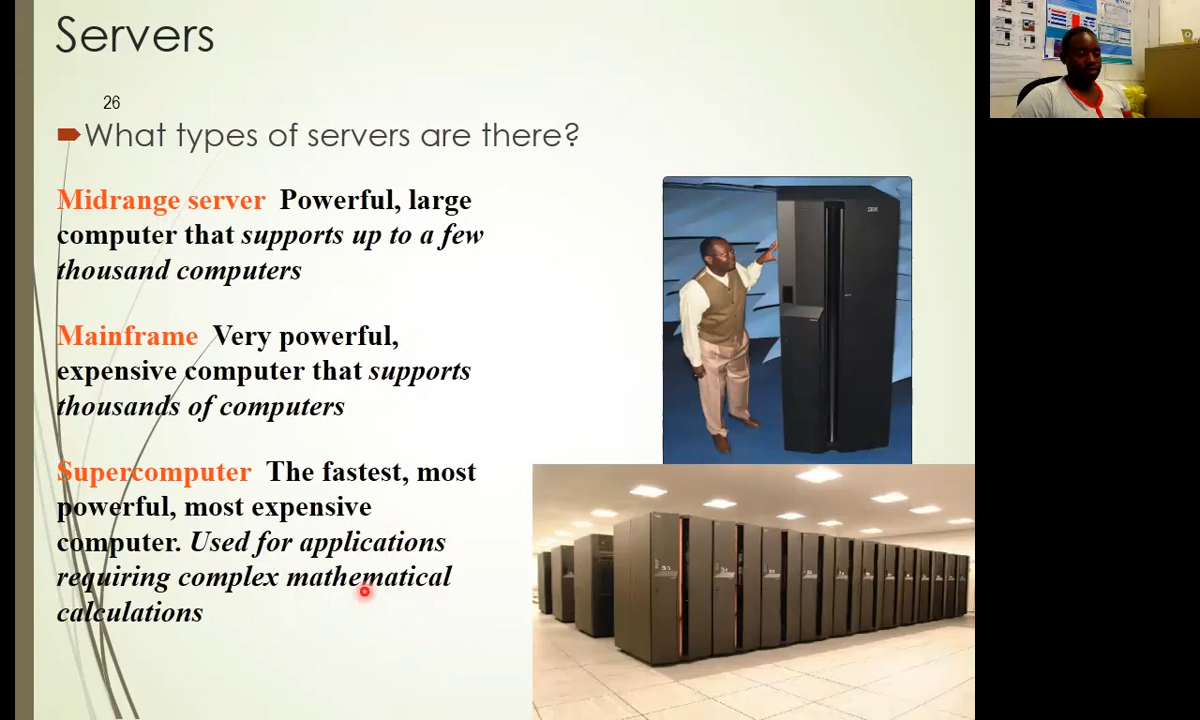 Servers
26
What types of servers are there?
Midrange server Powerful, large
computer that supports up to a few
thousand computers
Mainframe Very powerful,
expensive computer that supports
thousands of computers
Supercomputer The fastest, most
powerful, most expensive
computer. Used for applications
requiring complex mathematical
calculations
IBM